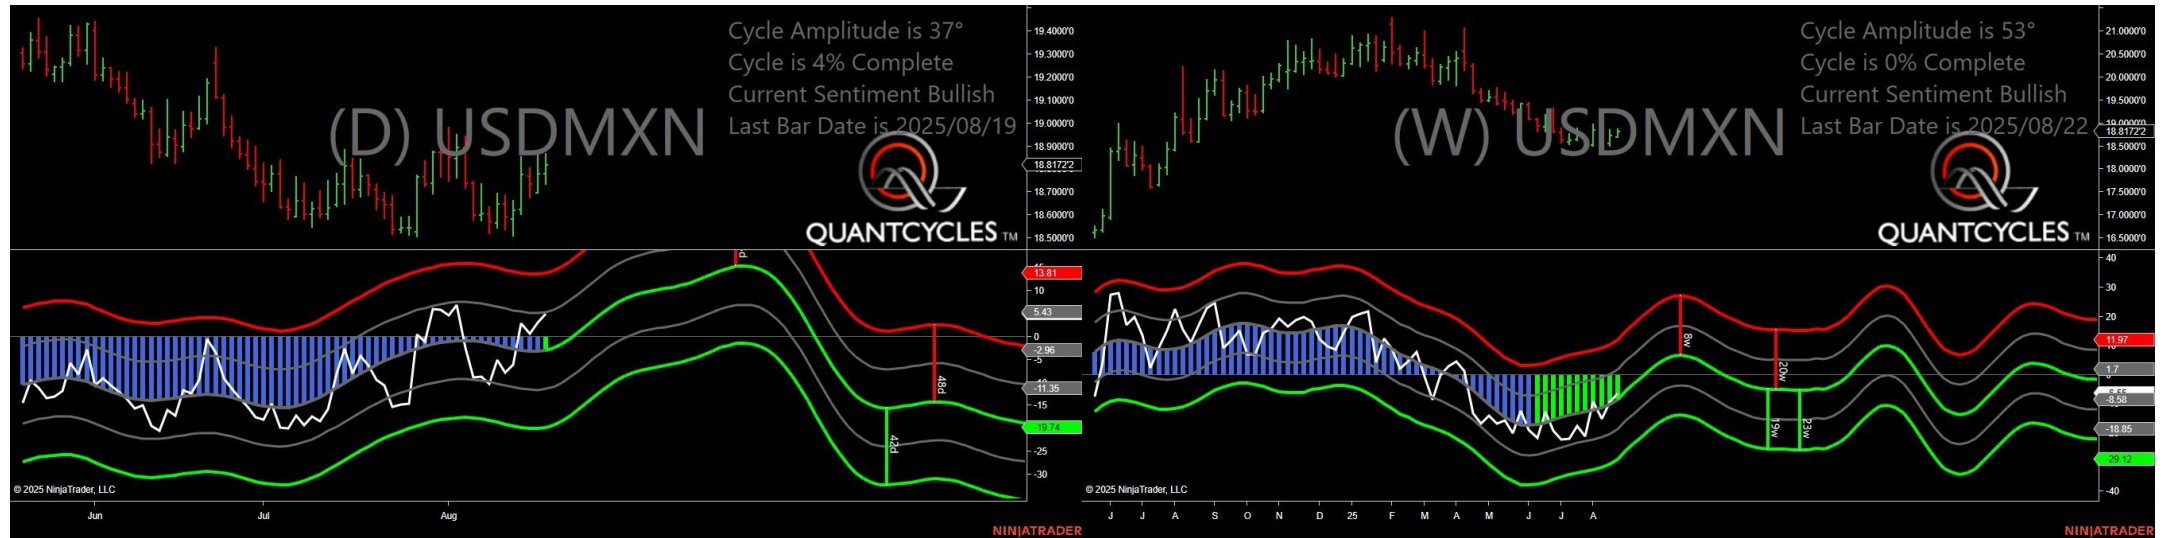 Cycle Amplitude is 37°
Cycle is 4% Complete
Current Sentiment Bullish
Last Bar Date is 2025/08/19
(D) USDMXN
QUANTCYCLES TM
19.4000'0
19.3000'0
19.2000'0
19.1000'0
19.0000'0
18.9000'0
18.8172'2
18.7000'0
18.6000'0
18.5000'0
13.81
10
5.43
0
-2.96
-5
-11.35
-15
-19.74
-25
-30
48d
42d
© 2025 NinjaTrader, LLC
Jun
Jul
Aug
NINJATRADER
Cycle Amplitude is 53°
Cycle is 0% Complete
Current Sentiment Bullish
Last Bar Date is 2025/08/22
(W) USDMXN
QUANTCYCLES TM
21.0000'0
20.5000'0
20.0000'0
19.5000'0
19.0000'0
18.8172'2
18.5000'0
18.0000'0
17.5000'0
17.0000'0
16.5000'0
40
30
20
11.97
1.7
-8.58
-18.85
-29.12
-40
8w
20w
19w
23w
© 2025 NinjaTrader, LLC
J J A S O N D 25 F M A M J J A
NINJATRADER